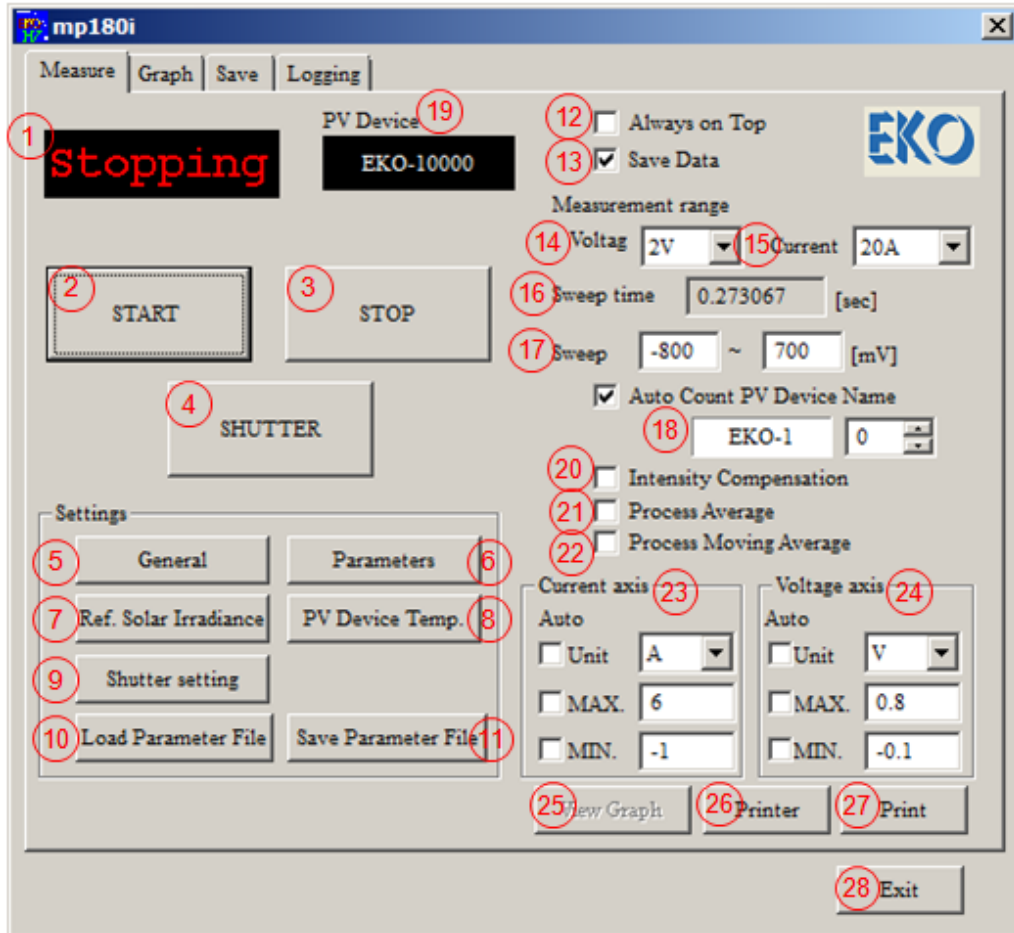 mp180i
Measure Graph Save Logging
1 Stopping
PV Device 19
EKO-10000
12 Always on Top
13 Save Data
EKO
Measurement range
14 Voltag 2V 15 Current 20A
2 START
3 STOP
16 Sweep time 0.273067 [sec]
17 Sweep -800 ~ 700 [mV]
4 SHUTTER
Auto Count PV Device Name
18 EKO-1 0
20 Intensity Compensation
21 Process Average
22 Process Moving Average
Settings
5 General Parameters 6
7 Ref. Solar Irradiance PV Device Temp. 8
9 Shutter setting
10 Load Parameter File Save Parameter File 11
Current axis 23
Auto
Unit A
MAX. 6
MIN. -1
Voltage axis 24
Auto
Unit V
MAX. 0.8
MIN. -0.1
25 View Graph 26 Printer 27 Print
28 Exit